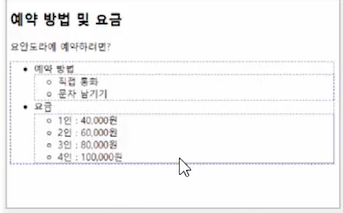 예약 방법 및 요금
요안도라에 예약하려면?
예약 방법
직접 통화
문자 남기기
요금
1인 : 40,000원
2인 : 60,000원
3인 : 80,000원
4인 : 100,000원